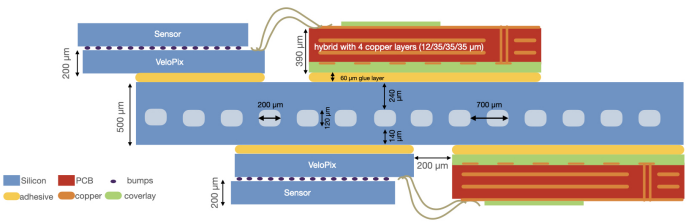 Sensor
VeloPix
200 µm
hybrid with 4 copper layers (12/35/35/35 µm)
390 µm
60 µm glue layer
500 µm
200 µm
120 µm
240 µm
140 µm
700 µm
VeloPix
Sensor
200 µm
200 µm
Silicon
PCB
bumps
adhesive
copper
coverlay